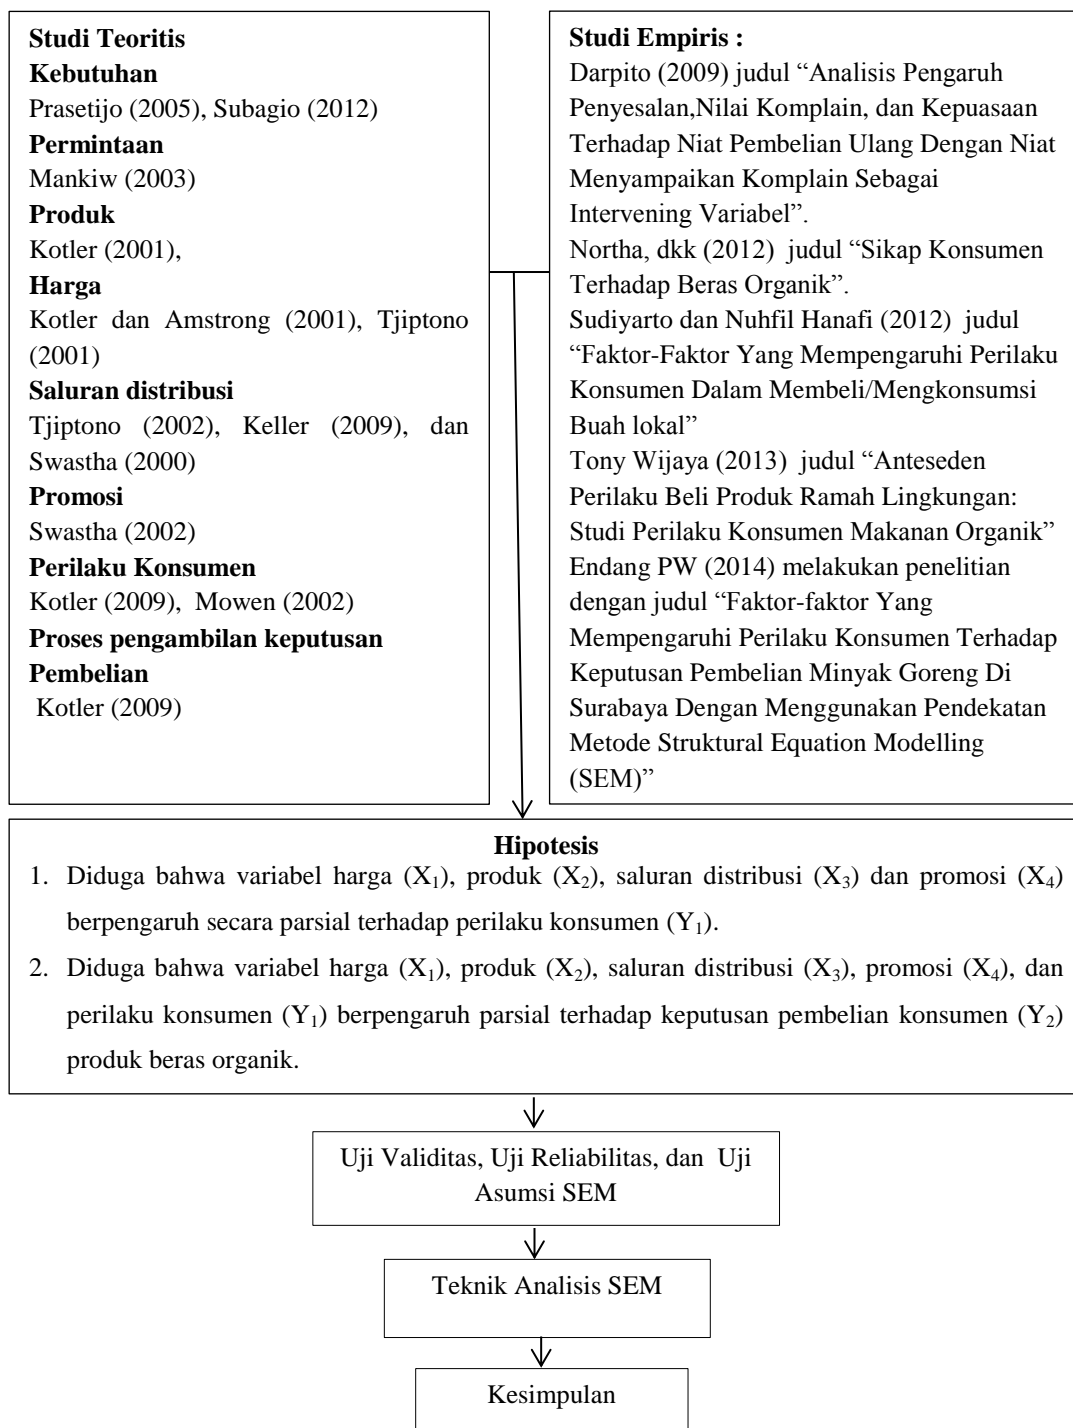 Studi Teoritis
Kebutuhan
Prasetijo (2005), Subagio (2012)
Permintaan
Mankiw (2003)
Produk
Kotler (2001),
Harga
Kotler dan Amstrong (2001), Tjiptono
(2001)
Saluran distribusi
Tjiptono (2002), Keller (2009), dan
Swastha (2000)
Promosi
Swastha (2002)
Perilaku Konsumen
Kotler (2009), Mowen (2002)
Proses pengambilan keputusan
Pembelian
Kotler (2009)
Studi Empiris :
Darpito (2009) judul “Analisis Pengaruh
Penyesalan,Nilai Komplain, dan Kepuasaan
Terhadap Niat Pembelian Ulang Dengan Niat
Menyampaikan Komplain Sebagai
Intervening Variabel”.
Northa, dkk (2012) judul “Sikap Konsumen
Terhadap Beras Organik”.
Sudiyarto dan Nuhfil Hanafi (2012) judul
“Faktor-Faktor Yang Mempengaruhi Perilaku
Konsumen Dalam Membeli/Mengkonsumsi
Buah lokal”
Tony Wijaya (2013) judul “Anteseden
Perilaku Beli Produk Ramah Lingkungan:
Studi Perilaku Konsumen Makanan Organik”
Endang PW (2014) melakukan penelitian
dengan judul “Faktor-faktor Yang
Mempengaruhi Perilaku Konsumen Terhadap
Keputusan Pembelian Minyak Goreng Di
Surabaya Dengan Menggunakan Pendekatan
Metode Struktural Equation Modelling
(SEM)”
Hipotesis
1. Diduga bahwa variabel harga (X₁), produk (X₂), saluran distribusi (X₃) dan promosi (X₄)
berpengaruh secara parsial terhadap perilaku konsumen (Y₁).
2. Diduga bahwa variabel harga (X₁), produk (X₂), saluran distribusi (X₃), promosi (X₄), dan
perilaku konsumen (Y₁) berpengaruh parsial terhadap keputusan pembelian konsumen (Y₂)
produk beras organik.
Uji Validitas, Uji Reliabilitas, dan Uji
Asumsi SEM
Teknik Analisis SEM
Kesimpulan